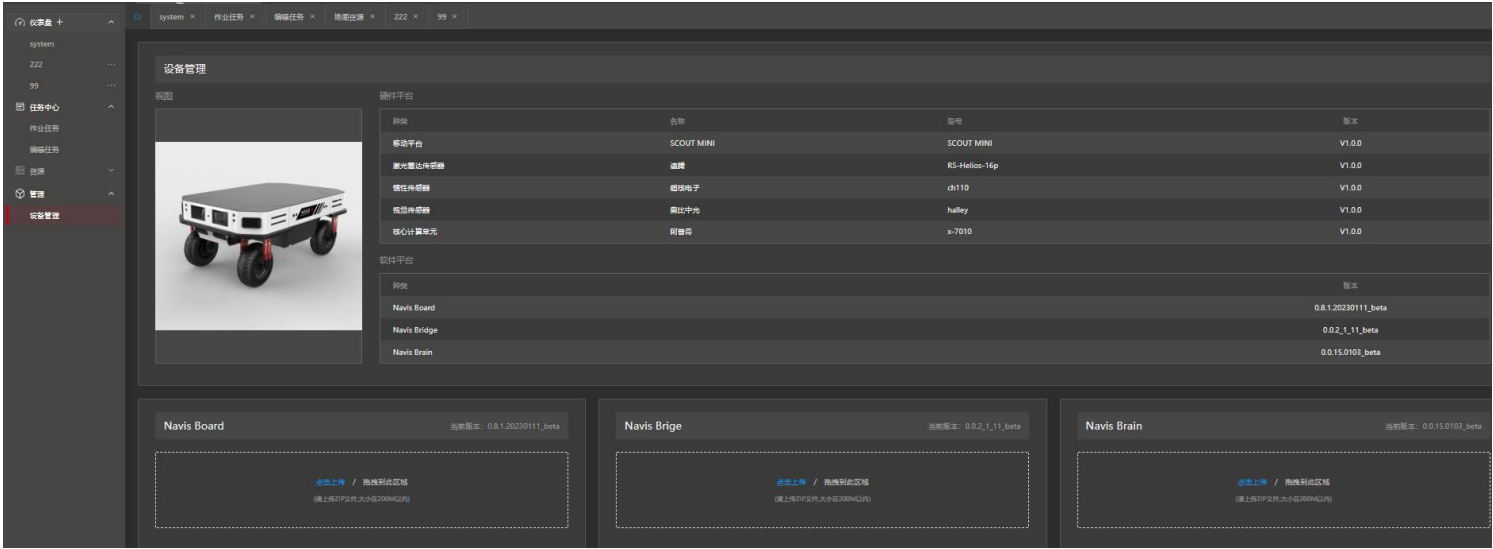 仪表盘 +
system
222
99
任务中心
作业任务
编辑任务
资源
管理
设备管理
system × 作业任务 × 编辑任务 × 地图资源 × 222 × 99 ×
设备管理
视图
硬件平台
种类 名称 型号 版本
移动平台 SCOUT MINI SCOUT MINI V1.0.0
激光雷达传感器 速腾 RS-Helios-16p V1.0.0
惯性传感器 超核电子 ch110 V1.0.0
视觉传感器 奥比中光 halley V1.0.0
核心计算单元 阿普奇 x-7010 V1.0.0
软件平台
种类 版本
Navis Board 0.8.1.20230111_beta
Navis Bridge 0.0.2_1_11_beta
Navis Brain 0.0.15.0103_beta
Navis Board 当前版本: 0.8.1.20230111_beta
点击上传 / 拖拽到此区域
(请上传ZIP文件,大小在200M以内)
Navis Brige 当前版本: 0.0.2_1_11_beta
点击上传 / 拖拽到此区域
(请上传ZIP文件,大小在200M以内)
Navis Brain 当前版本: 0.0.15.0103_beta
点击上传 / 拖拽到此区域
(请上传ZIP文件,大小在200M以内)